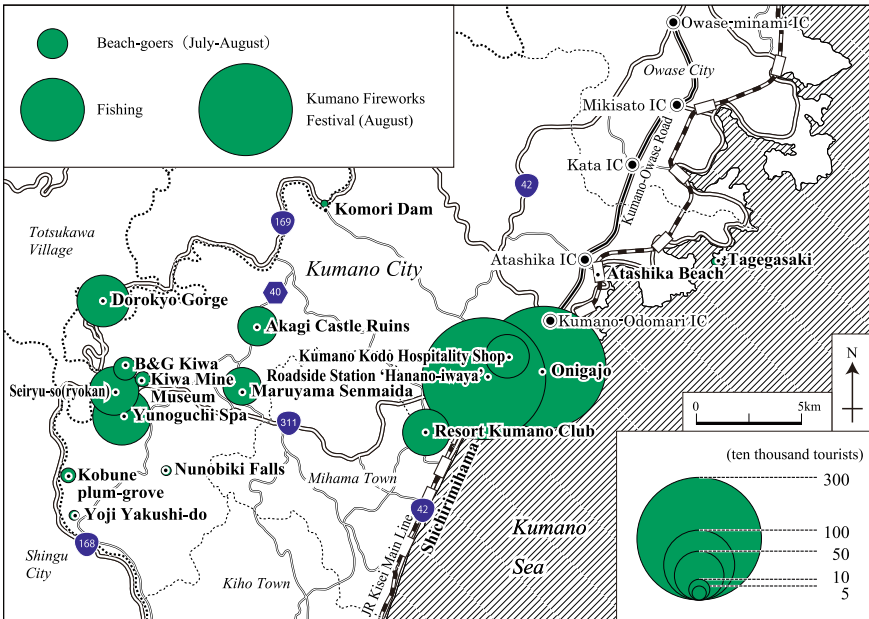 Beach-goers (July-August)
Fishing
Kumano Fireworks
Festival (August)
Owase-minami IC
Owase City
Mikisato IC
Kumano-Owase Road
Kata IC
42
Komori Dam
169
Totsukawa
Village
Kumano City
Atashika IC
Atashika Beach
Tagegasaki
Dorokyo Gorge
40
Akagi Castle Ruins
Kumano Odomari IC
Kumano Kodo Hospitality Shop
Onigajo
Roadside Station ‘Hanano-iwaya’
B&G Kiwa
Kiwa Mine
Museum
Seiryu-so(ryokan)
Maruyama Senmaida
Yunoguchi Spa
311
Resort Kumano Club
N
0
5km
Kobune
plum-grove
Nunobiki Falls
Mihama Town
Shichirimihama
42
Yoji Yakushi-do
168
Shingu
City
Kiho Town
JR Kisei Main Line
Kumano
Sea
(ten thousand tourists)
300
100
50
10
5